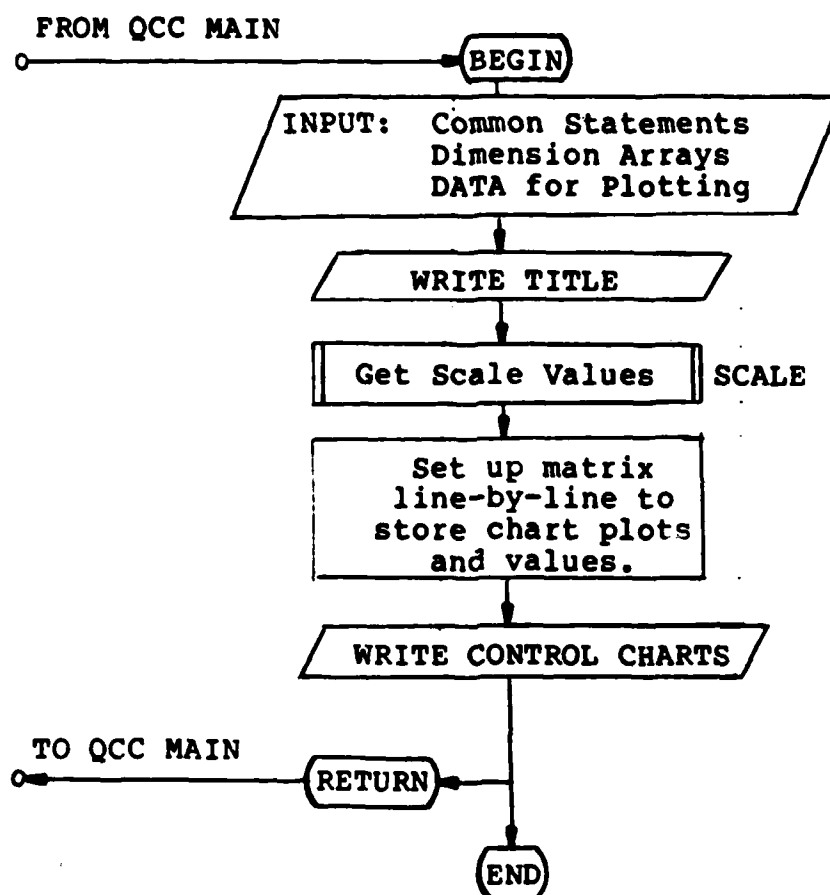 FROM QCC MAIN
BEGIN
INPUT: Common Statements
Dimension Arrays
DATA for Plotting
WRITE TITLE
Get Scale Values SCALE
Set up matrix
line-by-line to
store chart plots
and values.
WRITE CONTROL CHARTS
TO QCC MAIN
RETURN
END